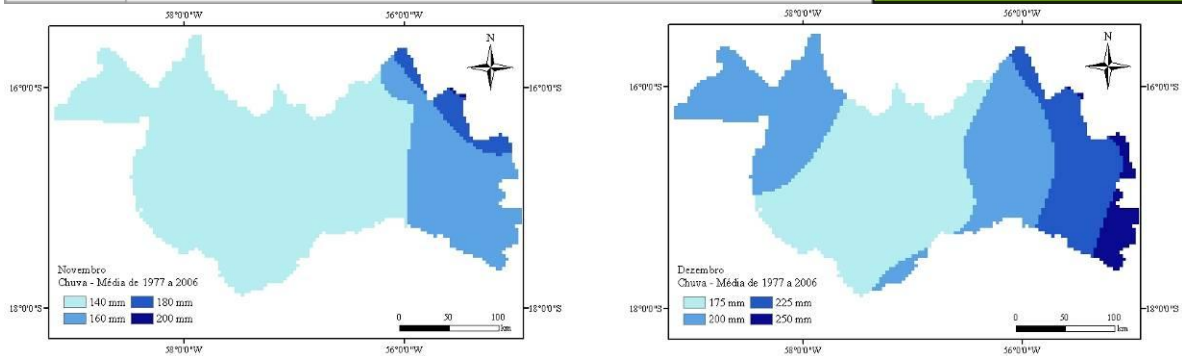 58°0'0"W
56°0'0"W
N
16°0'0"S
16°0'0"S
Novembro
Chuva - Média de 1977 a 2006
140 mm
180 mm
160 mm
200 mm
18°0'0"S
18°0'0"S
0
50
100
km
58°0'0"W
56°0'0"W
58°0'0"W
56°0'0"W
N
16°0'0"S
16°0'0"S
Dezembro
Chuva - Média de 1977 a 2006
175 mm
225 mm
200 mm
250 mm
18°0'0"S
18°0'0"S
0
50
100
km
58°0'0"W
56°0'0"W